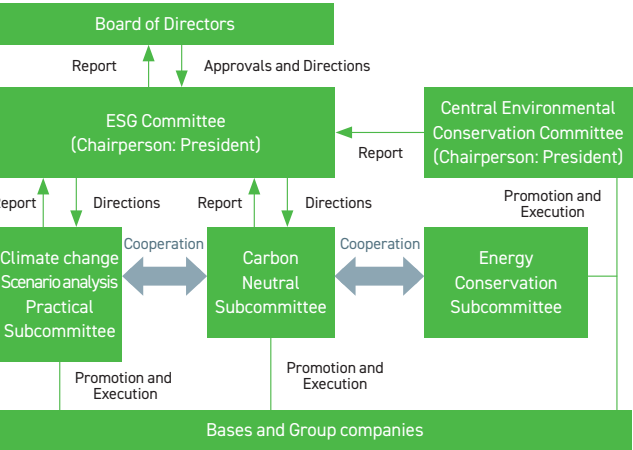 Board of Directors
Report
Approvals and Directions
ESG Committee
(Chairperson: President)
Central Environmental
Conservation Committee
(Chairperson: President)
Report
Report
Directions
Report
Directions
Promotion and
Execution
Cooperation
Cooperation
Climate change
Scenario analysis
Practical
Subcommittee
Carbon
Neutral
Subcommittee
Energy
Conservation
Subcommittee
Promotion and
Execution
Promotion and
Execution
Bases and Group companies